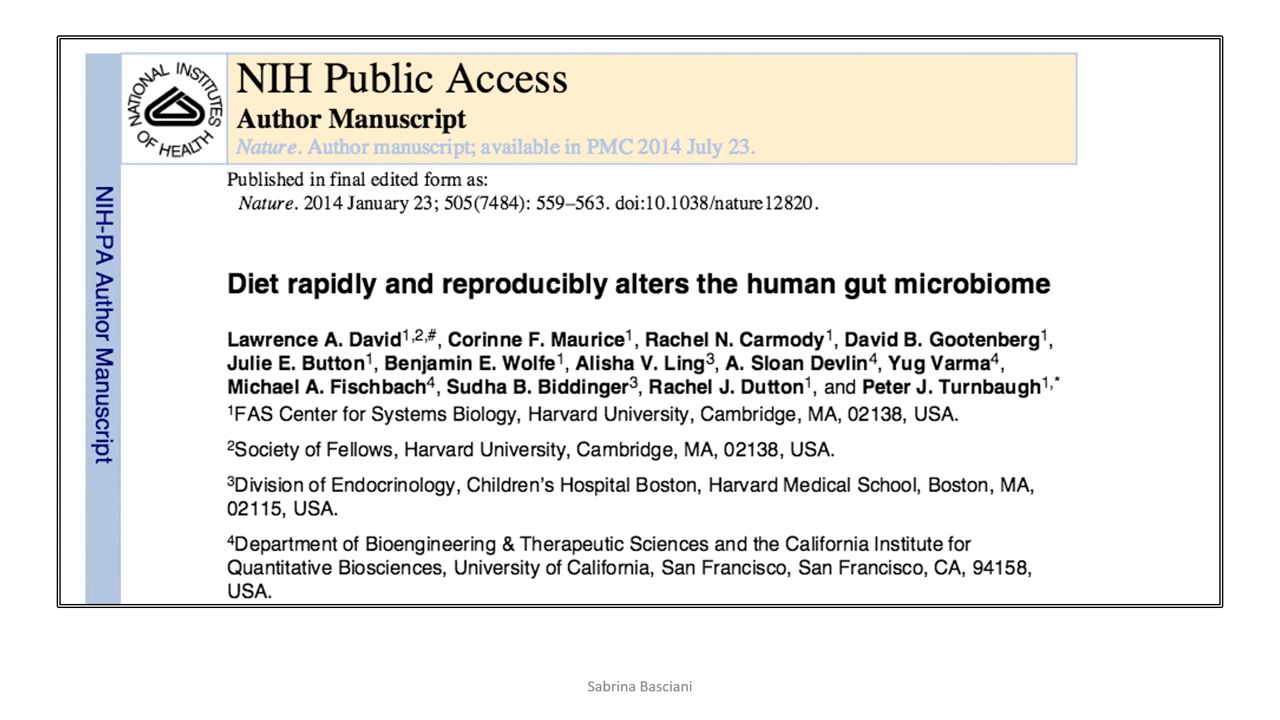 NATIONAL INSTITUTES OF HEALTH
NIH Public Access
Author Manuscript
Nature. Author manuscript; available in PMC 2014 July 23.
NIH-PA Author Manuscript
Published in final edited form as:
Nature. 2014 January 23; 505(7484): 559–563. doi:10.1038/nature12820.
Diet rapidly and reproducibly alters the human gut microbiome
Lawrence A. David1,2,#, Corinne F. Maurice1, Rachel N. Carmody1, David B. Gootenberg1,
Julie E. Button1, Benjamin E. Wolfe1, Alisha V. Ling3, A. Sloan Devlin4, Yug Varma4,
Michael A. Fischbach4, Sudha B. Biddinger3, Rachel J. Dutton1, and Peter J. Turnbaugh1,*
1FAS Center for Systems Biology, Harvard University, Cambridge, MA, 02138, USA.
2Society of Fellows, Harvard University, Cambridge, MA, 02138, USA.
3Division of Endocrinology, Children's Hospital Boston, Harvard Medical School, Boston, MA,
02115, USA.
4Department of Bioengineering & Therapeutic Sciences and the California Institute for
Quantitative Biosciences, University of California, San Francisco, San Francisco, CA, 94158,
USA.
Sabrina Basciani